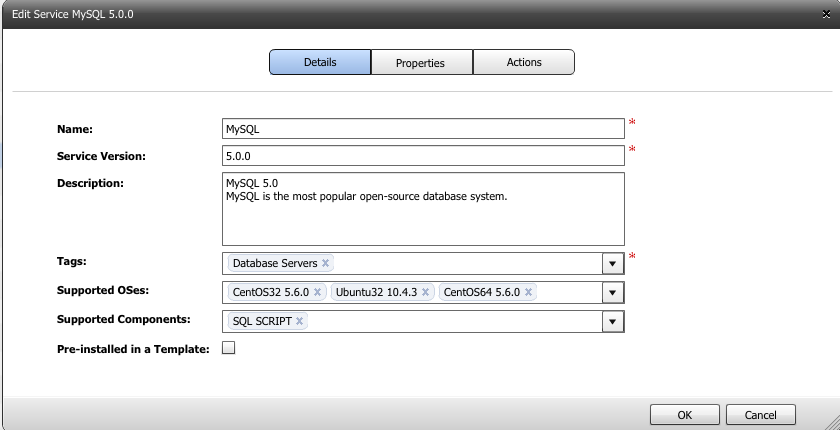 Edit Service MySQL 5.0.0
Details Properties Actions
Name: MySQL *
Service Version: 5.0.0 *
Description: MySQL 5.0
MySQL is the most popular open-source database system.
Tags: Database Servers x *
Supported OSes: CentOS32 5.6.0 x Ubuntu32 10.4.3 x CentOS64 5.6.0 x
Supported Components: SQL SCRIPT x
Pre-installed in a Template:
OK Cancel